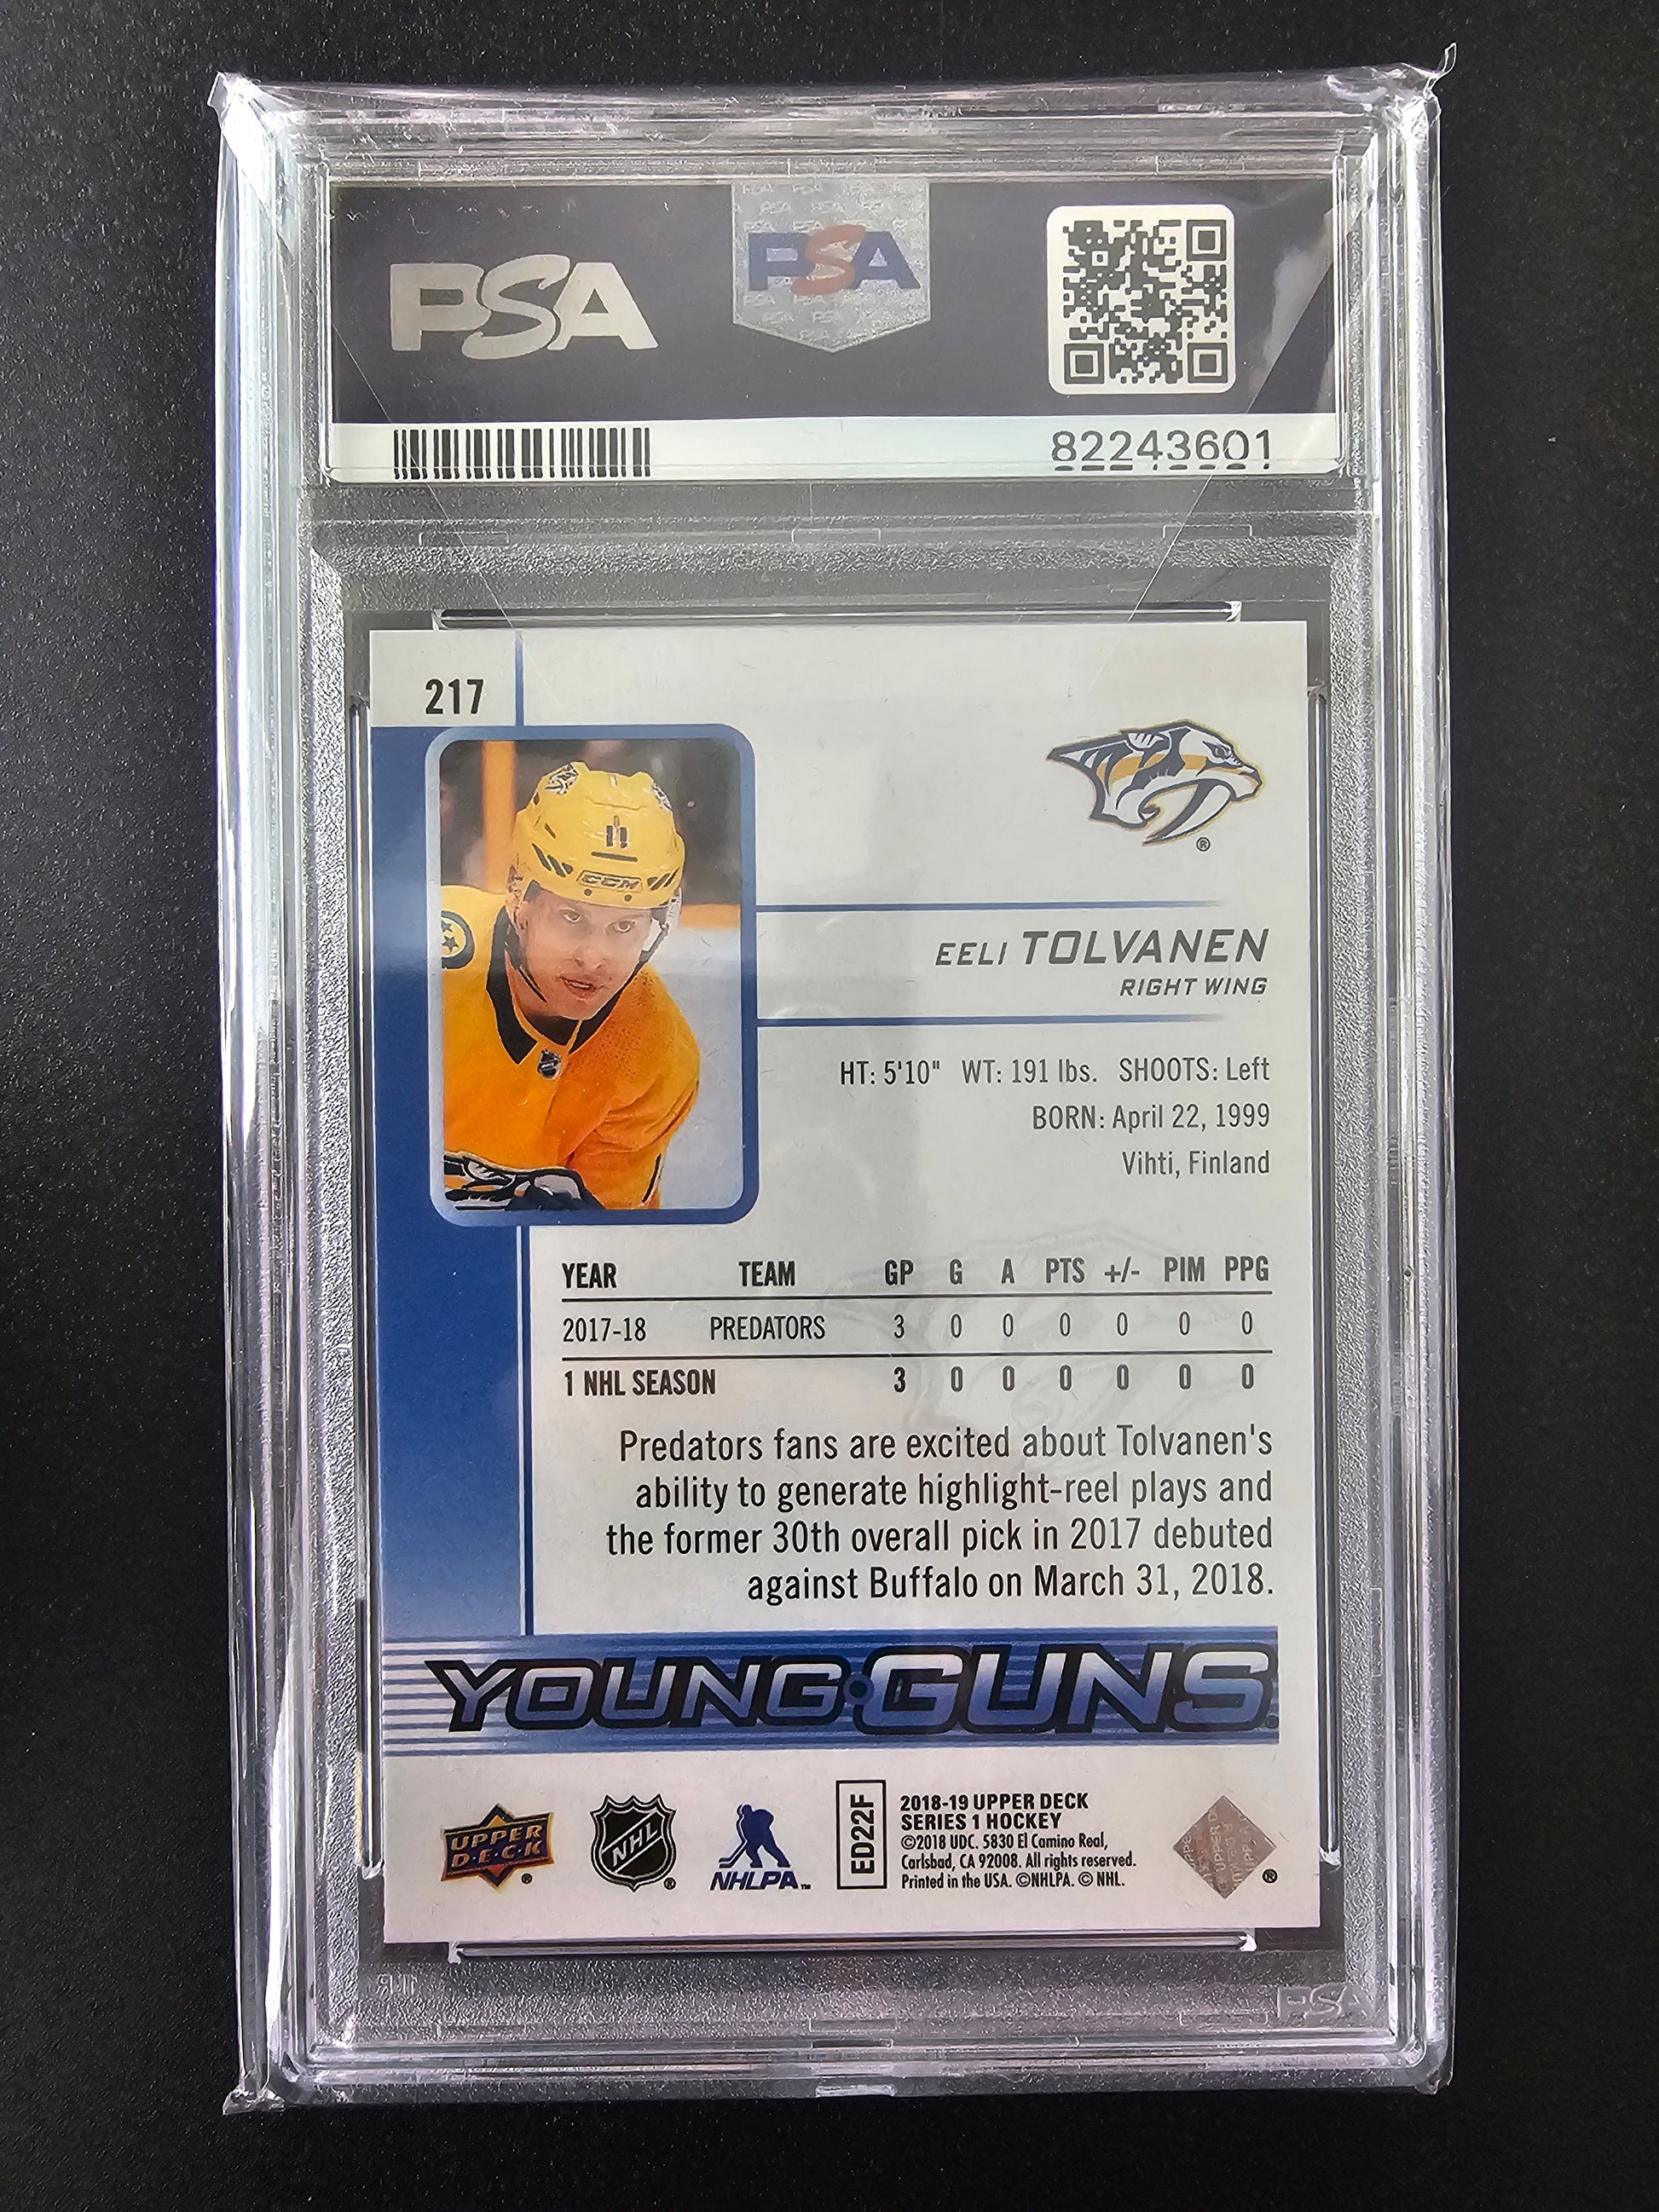 PSA
PSA
82243601
217
11
CCM
EELI TOLVANEN
RIGHT WING
HT: 5'10" WT: 191 lbs. SHOOTS: Left
BORN: April 22, 1999
Vihti, Finland
YEAR TEAM GP G A PTS +/- PIM PPG
2017-18 PREDATORS 3 0 0 0 0 0 0
1 NHL SEASON 3 0 0 0 0 0 0
Predators fans are excited about Tolvanen's
ability to generate highlight-reel plays and
the former 30th overall pick in 2017 debuted
against Buffalo on March 31, 2018.
YOUNG GUNS
UPPER
D·E·C·K
NHL
NHLPA
ED22F
2018-19 UPPER DECK
SERIES 1 HOCKEY
©2018 UDC. 5830 El Camino Real,
Carlsbad, CA 92008. All rights reserved.
Printed in the USA. ©NHLPA. © NHL.
PSA